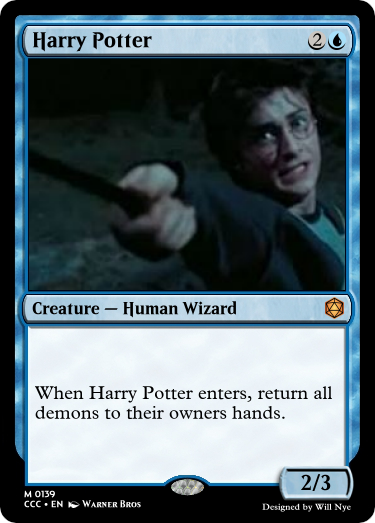 Harry Potter 2
Creature — Human Wizard
When Harry Potter enters, return all
demons to their owners hands.
2/3
M 0139
CCC • EN Warner Bros
Designed by Will Nye